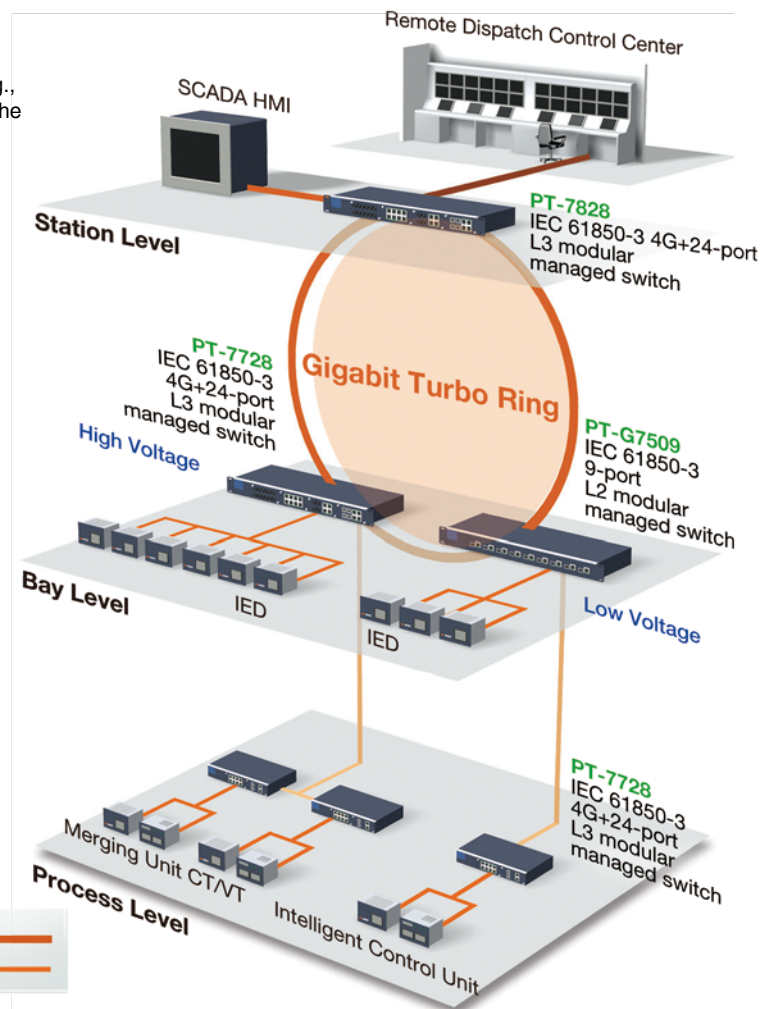 Remote Dispatch Control Center
g.,
he
SCADA HMI
Station Level
PT-7828
IEC 61850-3 4G+24-port
L3 modular
managed switch
Gigabit Turbo Ring
PT-7728
IEC 61850-3
4G+24-port
L3 modular
managed switch
High Voltage
PT-G7509
IEC 61850-3
9-port
L2 modular
managed switch
Bay Level
IED
IED
Low Voltage
PT-7728
IEC 61850-3
4G+24-port
L3 modular
managed switch
Merging Unit CT/VT
Process Level
Intelligent Control Unit